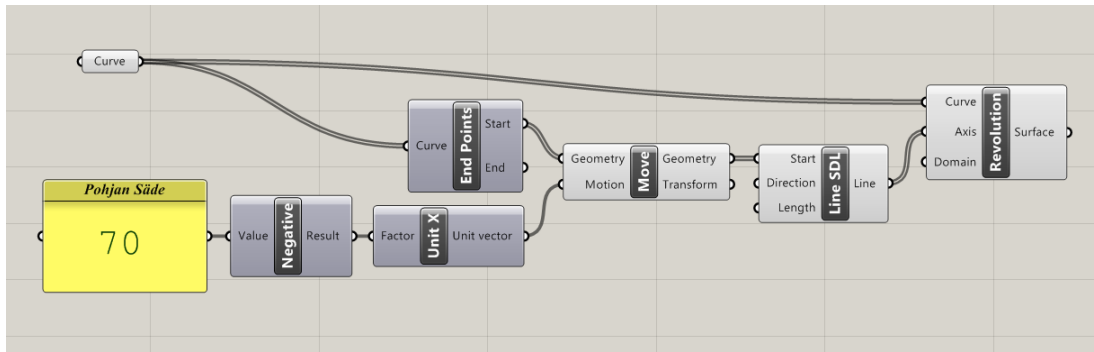 Curve
Curve
End Points
Start
End
Pohjan Säde
70
Value
Negative
Result
Factor
Unit X
Unit vector
Geometry
Motion
Move
Geometry
Transform
Start
Direction
Length
Line SDL
Line
Curve
Axis
Domain
Revolution
Surface